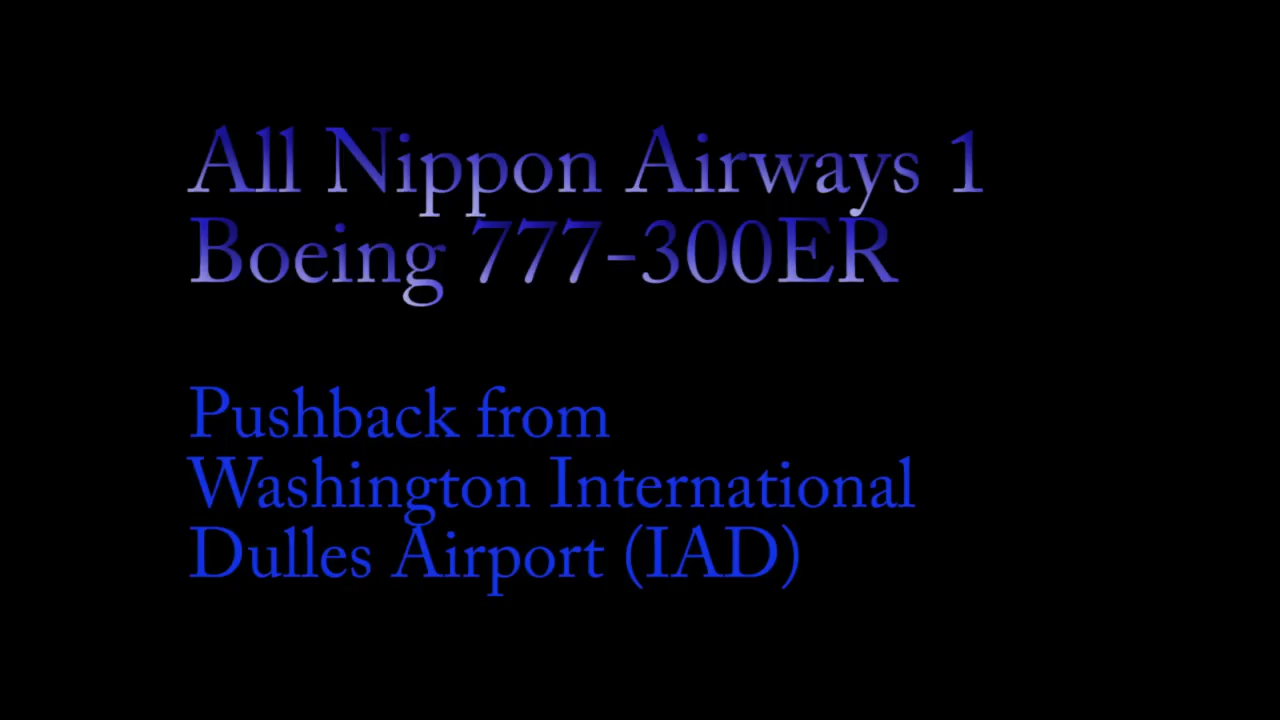 All Nippon Airways 1
Boeing 777-300ER
Pushback from
Washington International
Dulles Airport (IAD)